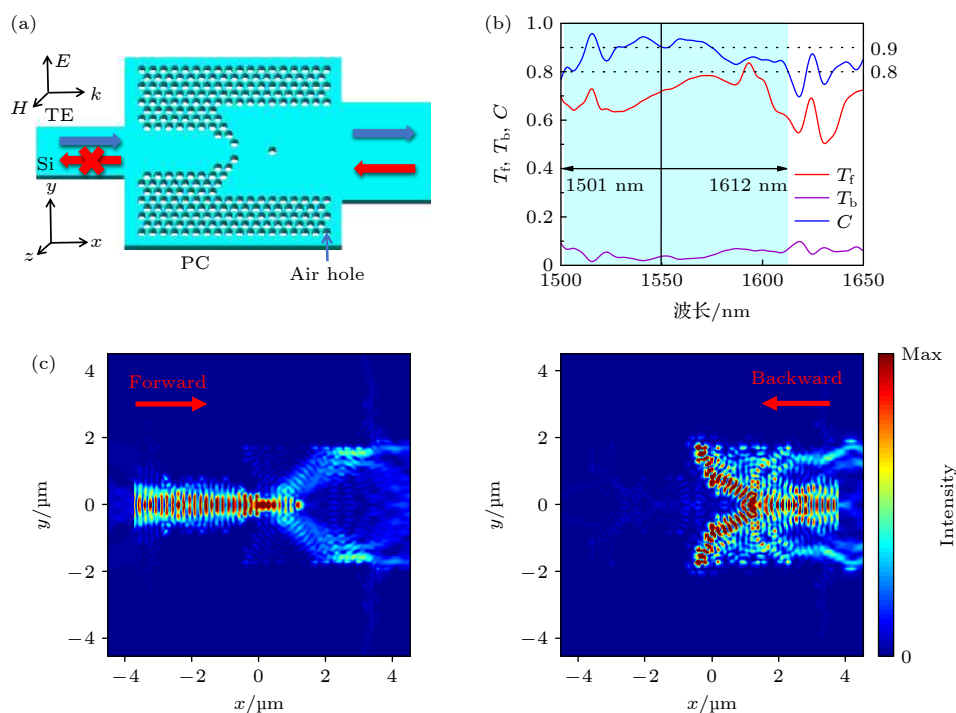 (a)
E
H
k
TE
Si
y
x
z
PC
Air hole
(b)
T_f, T_b, C
1.0
0.8
0.6
0.4
0.2
0
0.9
0.8
1501 nm
1612 nm
T_f
T_b
C
1500
1550
1600
1650
波长/nm
(c)
Forward
y/μm
4
2
0
−2
−4
−4
−2
0
2
4
x/μm
Backward
y/μm
4
2
0
−2
−4
−4
−2
0
2
4
x/μm
Max
Intensity
0